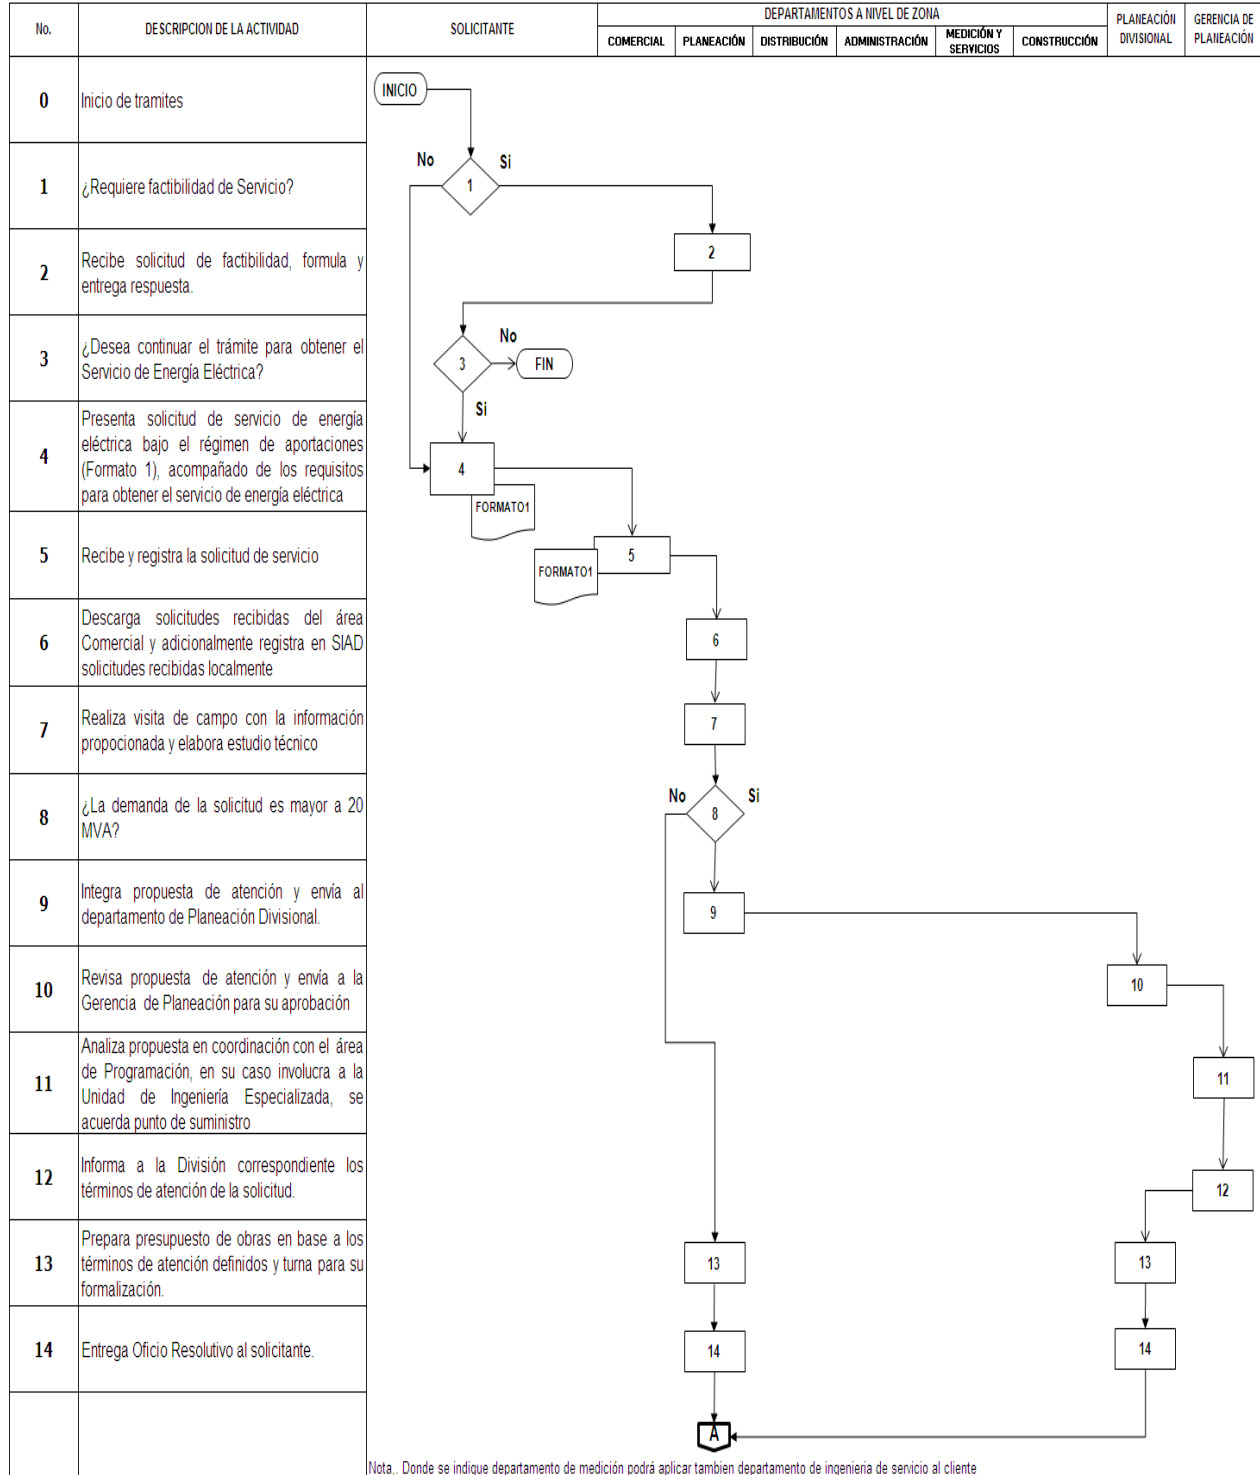 No.
DESCRIPCION DE LA ACTIVIDAD
SOLICITANTE
DEPARTAMENTOS A NIVEL DE ZONA
PLANEACIÓN
DIVISIONAL
GERENCIA DE
PLANEACIÓN
COMERCIAL
PLANEACIÓN
DISTRIBUCIÓN
ADMINISTRACIÓN
MEDICIÓN Y
SERVICIOS
CONSTRUCCIÓN
0
Inicio de tramites
INICIO
1
¿Requiere factibilidad de Servicio?
No
Si
1
2
Recibe solicitud de factibilidad, formula y
entrega respuesta.
2
3
¿Desea continuar el trámite para obtener el
Servicio de Energía Eléctrica?
3
No
FIN
Si
4
Presenta solicitud de servicio de energía
eléctrica bajo el régimen de aportaciones
(Formato 1), acompañado de los requisitos
para obtener el servicio de energía eléctrica
4
FORMATO1
5
Recibe y registra la solicitud de servicio
5
FORMATO1
6
Descarga solicitudes recibidas del área
Comercial y adicionalmente registra en SIAD
solicitudes recibidas localmente
6
7
Realiza visita de campo con la información
propocionada y elabora estudio técnico
7
8
¿La demanda de la solicitud es mayor a 20
MVA?
No
Si
8
9
Integra propuesta de atención y envía al
departamento de Planeación Divisional.
9
10
Revisa propuesta de atención y envía a la
Gerencia de Planeación para su aprobación
10
11
Analiza propuesta en coordinación con el área
de Programación, en su caso involucra a la
Unidad de Ingeniería Especializada, se
acuerda punto de suministro
11
12
Informa a la División correspondiente los
términos de atención de la solicitud.
12
13
Prepara presupuesto de obras en base a los
términos de atención definidos y turna para su
formalización.
13
13
14
Entrega Oficio Resolutivo al solicitante.
14
14
A
Nota,. Donde se indique departamento de medición podrá aplicar tambien departamento de ingenieria de servicio al cliente